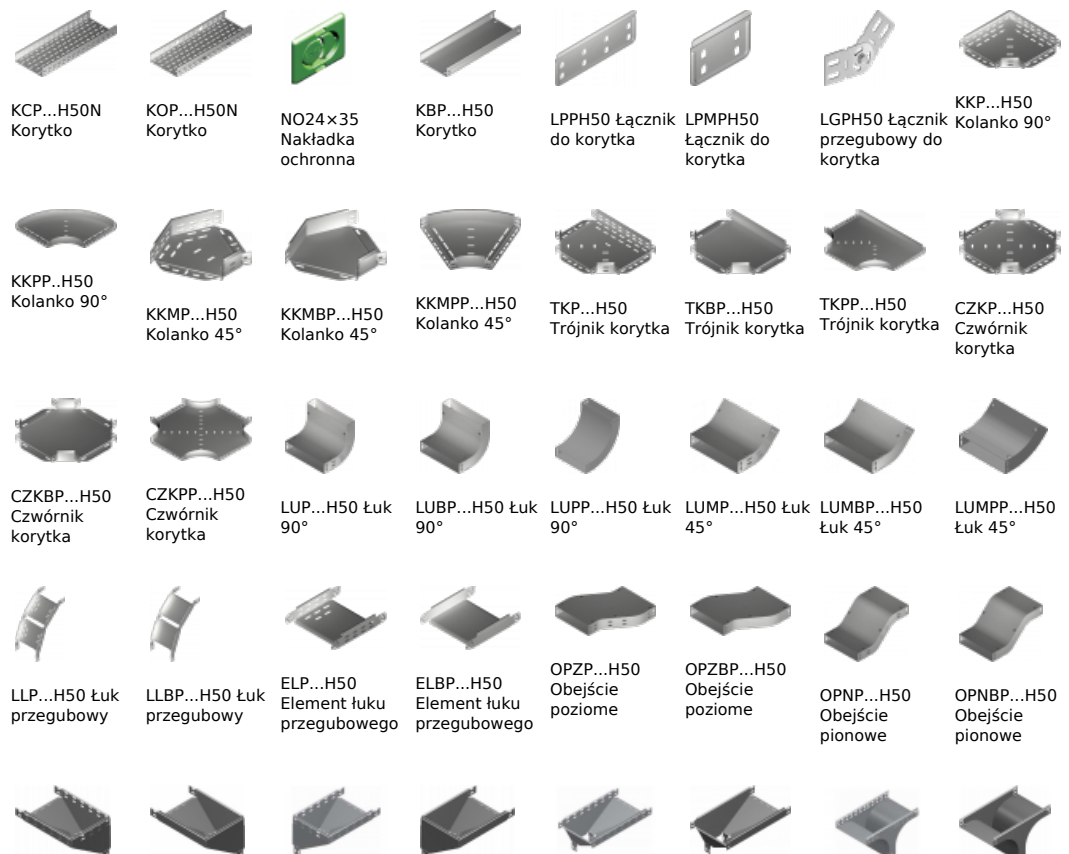 KCP...H50N
Korytko
KOP...H50N
Korytko
NO24×35
Nakładka
ochronna
KBP...H50
Korytko
LPPH50 Łącznik
do korytka
LPMPH50
Łącznik do
korytka
LGPH50 Łącznik
przegubowy do
korytka
KKP...H50
Kolanko 90°
KKPP..H50
Kolanko 90°
KKMP...H50
Kolanko 45°
KKMBP...H50
Kolanko 45°
KKMPP...H50
Kolanko 45°
TKP...H50
Trójnik korytka
TKBP...H50
Trójnik korytka
TKPP...H50
Trójnik korytka
CZKP...H50
Czwórnik
korytka
CZKBP...H50
Czwórnik
korytka
CZKPP...H50
Czwórnik
korytka
LUP...H50 Łuk
90°
LUBP...H50 Łuk
90°
LUPP...H50 Łuk
90°
LUMP...H50 Łuk
45°
LUMBP...H50
Łuk 45°
LUMPP...H50
Łuk 45°
LLP...H50 Łuk
przegubowy
LLBP...H50 Łuk
przegubowy
ELP...H50
Element łuku
przegubowego
ELBP...H50
Element łuku
przegubowego
OPZP...H50
Obejście
poziome
OPZBP...H50
Obejście
poziome
OPNP...H50
Obejście
pionowe
OPNBP...H50
Obejście
pionowe